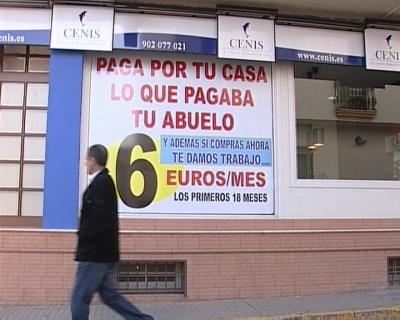 CENIS
902 077 021
CENIS
www.cenis.es
CENIS
PAGA POR TU CASA
LO QUE PAGABA
TU ABUELO
Y ADEMAS SI COMPRAS AHORA
TE DAMOS TRABAJO....
6
EUROS/MES
LOS PRIMEROS 18 MESES